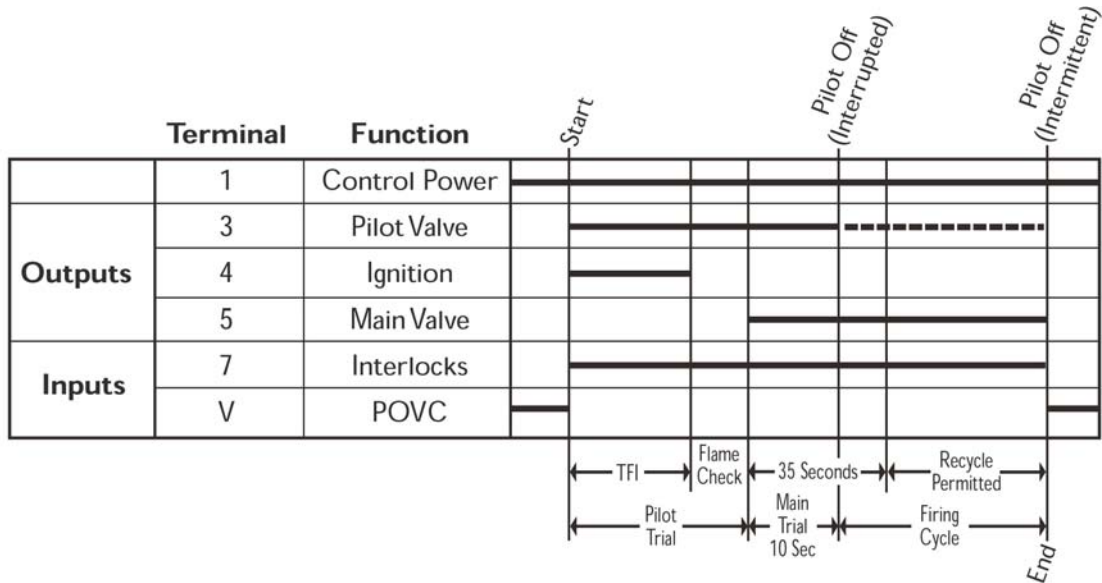 Pilot Off
(Interrupted)
Pilot Off
(Intermittent)
Start
Terminal Function
1 Control Power
Outputs
3 Pilot Valve
4 Ignition
5 Main Valve
Inputs
7 Interlocks
V POVC
TFI
Flame
Check
35 Seconds
Recycle
Permitted
Pilot
Trial
Main
Trial
10 Sec
Firing
Cycle
End